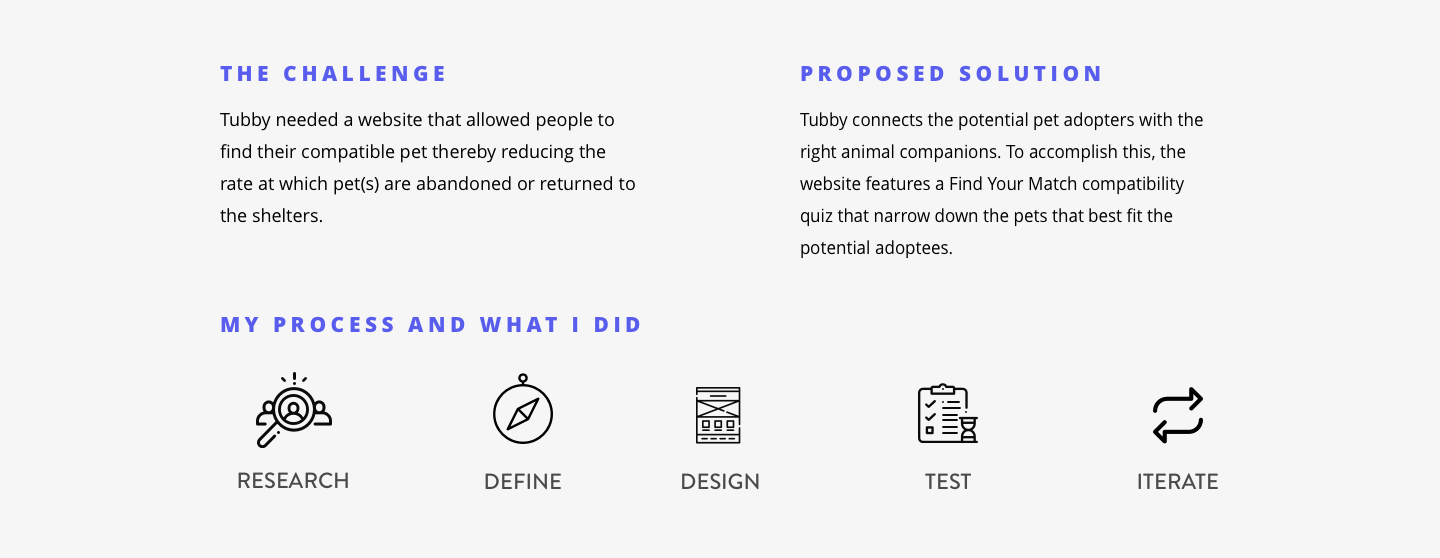 THE CHALLENGE
Tubby needed a website that allowed people to
find their compatible pet thereby reducing the
rate at which pet(s) are abandoned or returned to
the shelters.
PROPOSED SOLUTION
Tubby connects the potential pet adopters with the
right animal companions. To accomplish this, the
website features a Find Your Match compatibility
quiz that narrow down the pets that best fit the
potential adoptees.
MY PROCESS AND WHAT I DID
RESEARCH
DEFINE
DESIGN
TEST
ITERATE